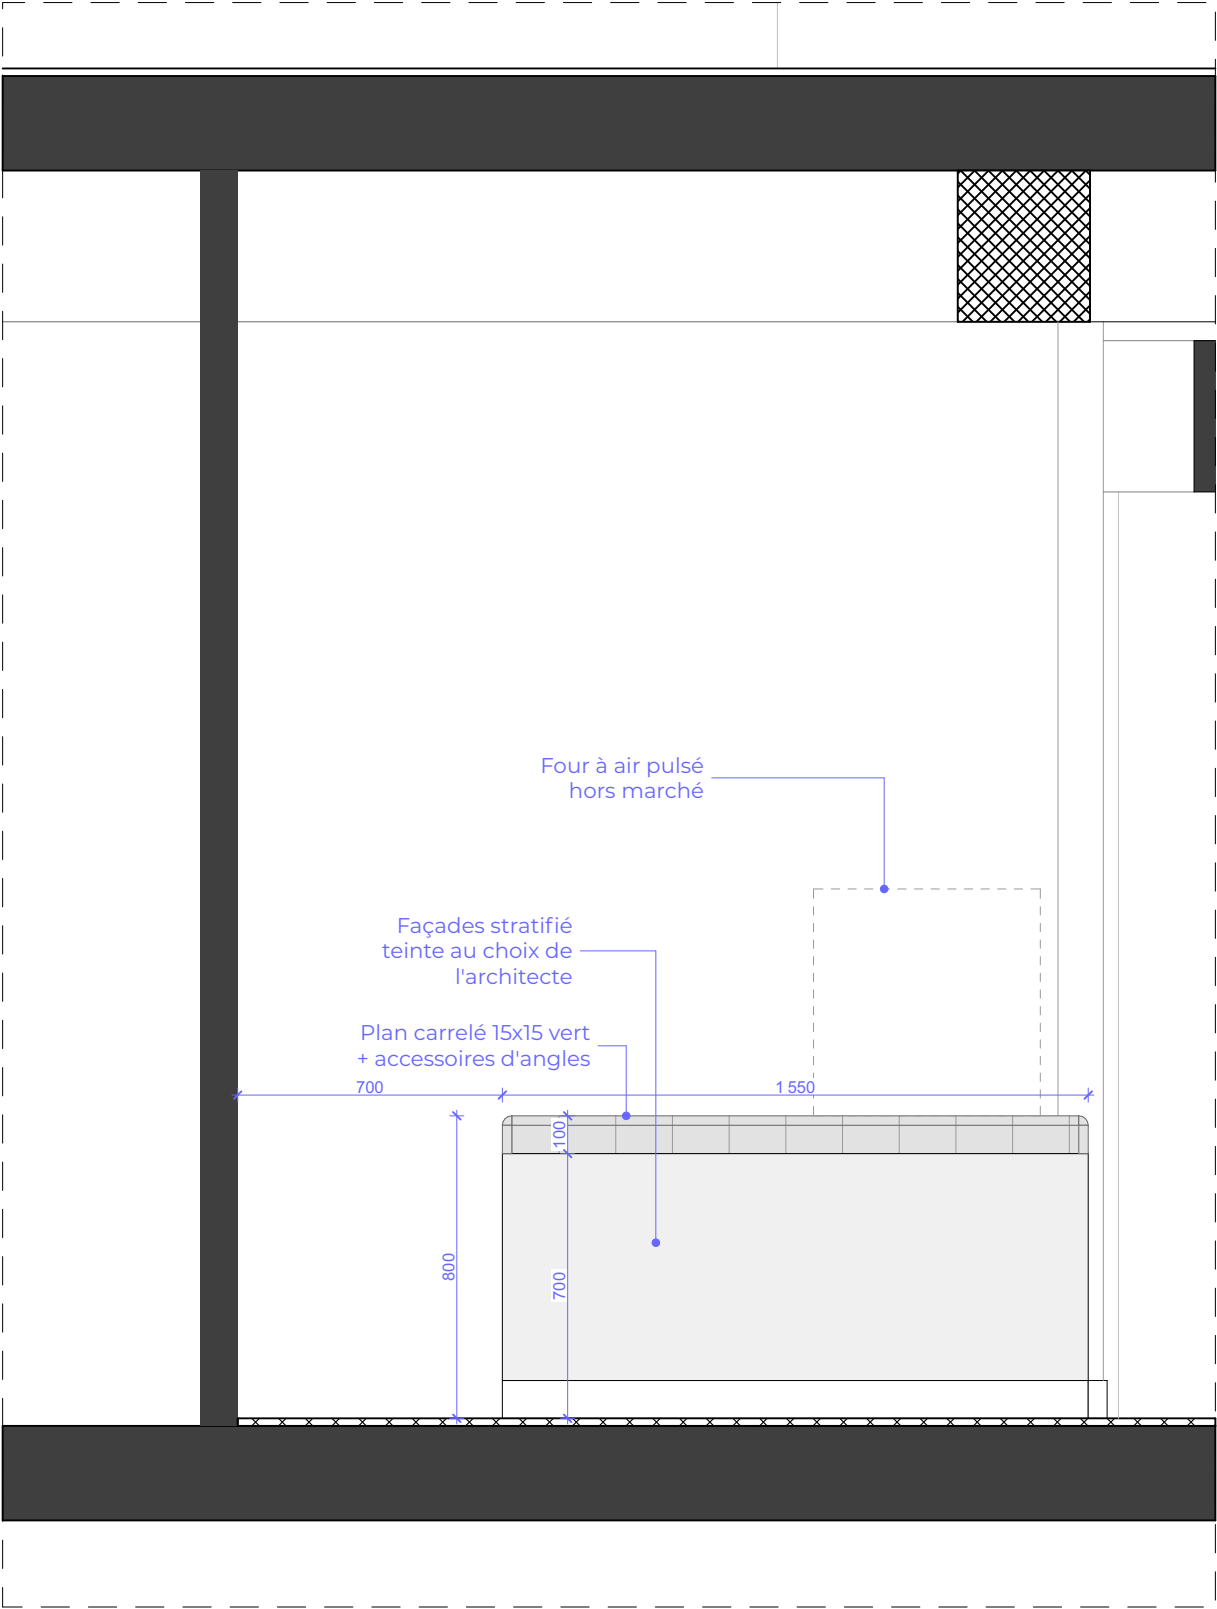 Four à air pulsé
hors marché
Façades stratifié
teinte au choix de
l'architecte
Plan carrelé 15x15 vert
+ accessoires d'angles
700
1 550
100
800
700